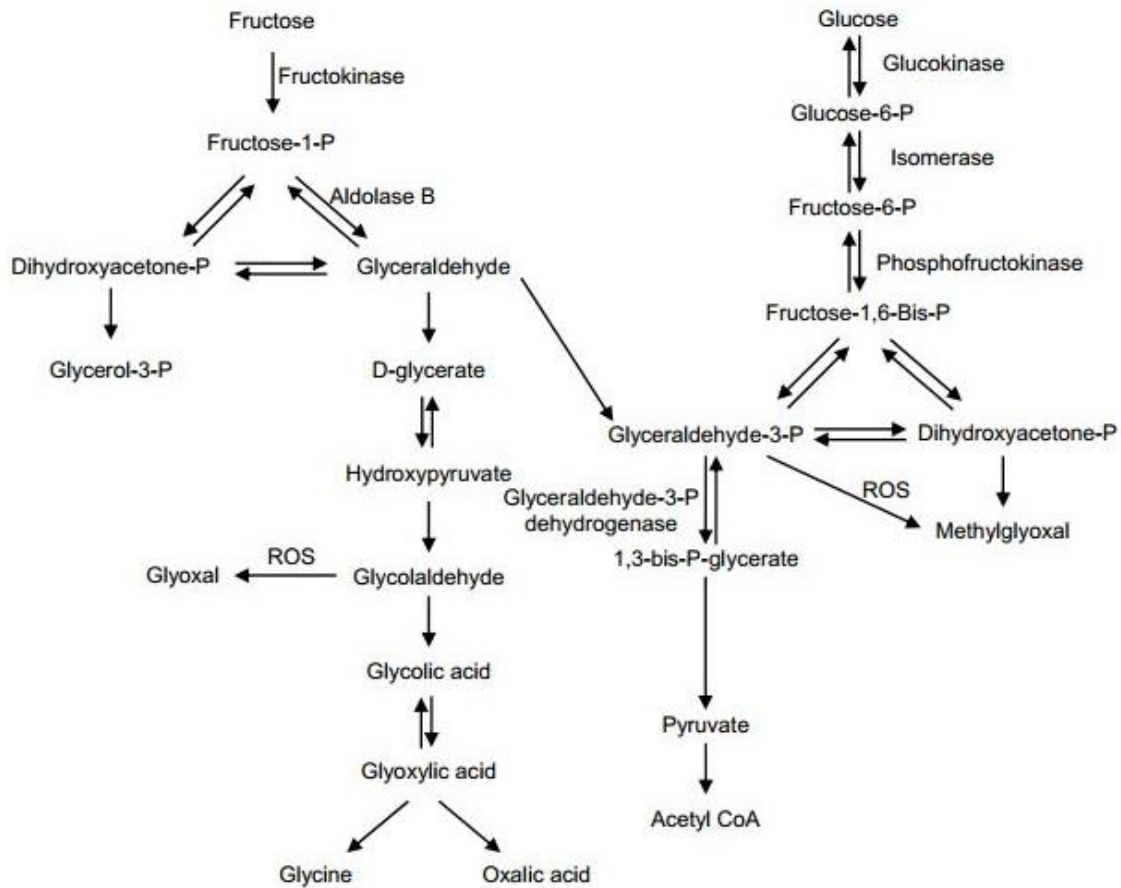 Fructose
Glucose
Fructokinase
Glucokinase
Fructose-1-P
Glucose-6-P
Isomerase
Aldolase B
Fructose-6-P
Dihydroxyacetone-P
Glyceraldehyde
Phosphofructokinase
Fructose-1,6-Bis-P
Glycerol-3-P
D-glycerate
Glyceraldehyde-3-P
Dihydroxyacetone-P
Hydroxypyruvate
Glyceraldehyde-3-P
dehydrogenase
ROS
Methylglyoxal
1,3-bis-P-glycerate
Glyoxal
ROS
Glycolaldehyde
Glycolic acid
Pyruvate
Glyoxylic acid
Acetyl CoA
Glycine
Oxalic acid